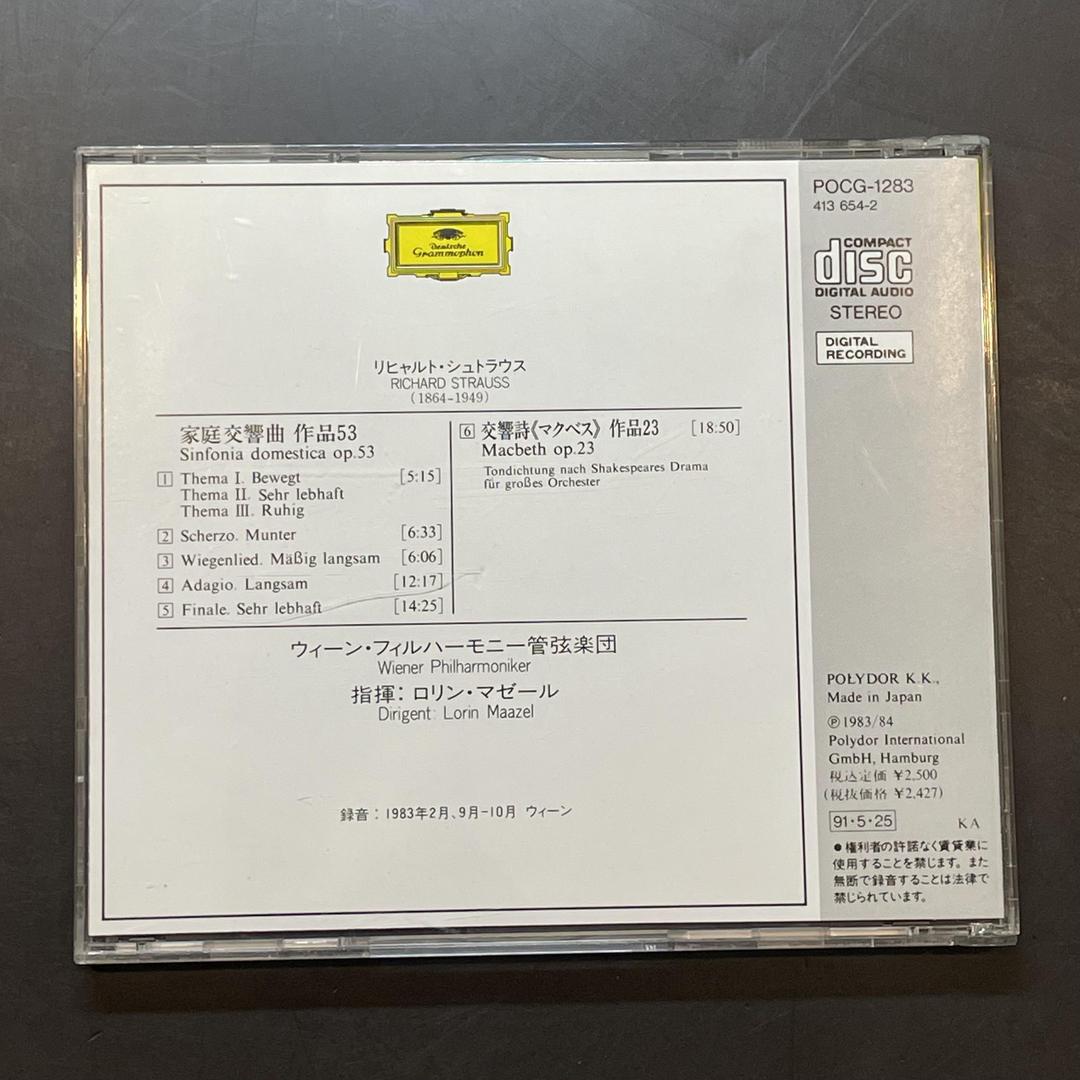 Deutsche
Grammophon
リヒャルト・シュトラウス
RICHARD STRAUSS
(1864-1949)
家庭交響曲 作品53
Sinfonia domestica op.53
1 Thema I. Bewegt [5:15]
Thema II. Sehr lebhaft
Thema III. Ruhig
2 Scherzo. Munter [6:33]
3 Wiegenlied. Mäßig langsam [6:06]
4 Adagio. Langsam [12:17]
5 Finale. Sehr lebhaft [14:25]
6 交響詩《マクベス》 作品23 [18:50]
Macbeth op.23
Tondichtung nach Shakespeares Drama
für großes Orchester
ウィーン・フィルハーモニー管弦楽団
Wiener Philharmoniker
指揮: ロリン・マゼール
Dirigent: Lorin Maazel
録音：1983年2月、9月-10月 ウィーン
POCG-1283
413 654-2
COMPACT
disc
DIGITAL AUDIO
STEREO
DIGITAL
RECORDING
POLYDOR K.K.,
Made in Japan
Ⓟ1983/84
Polydor International
GmbH, Hamburg
税込定価 ¥2,500
(税抜価格 ¥2,427)
91・5・25 KA
●権利者の許諾なく賃貸業に
使用することを禁じます。また
無断で録音することは法律で
禁じられています。